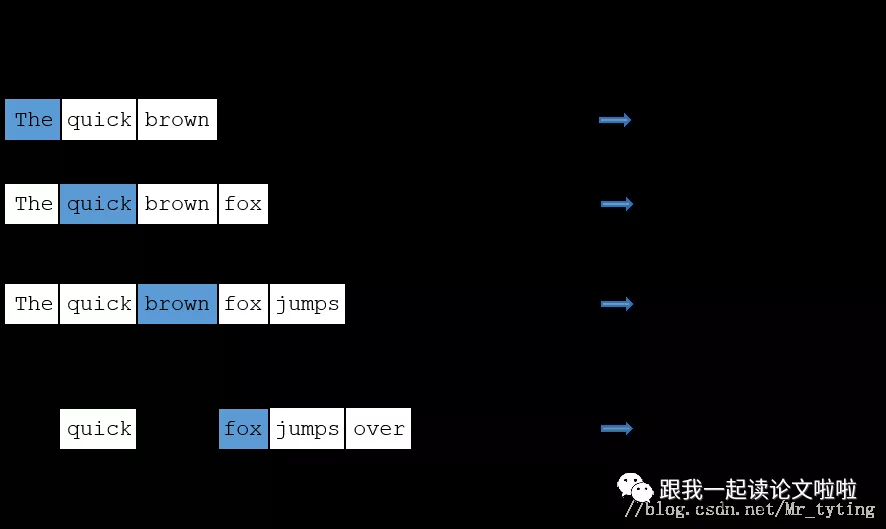 The quick brown
The quick brown fox
The quick brown fox jumps
quick fox jumps over
跟我一起读论文啦啦
//blog.csdn.net/Mr_tyting